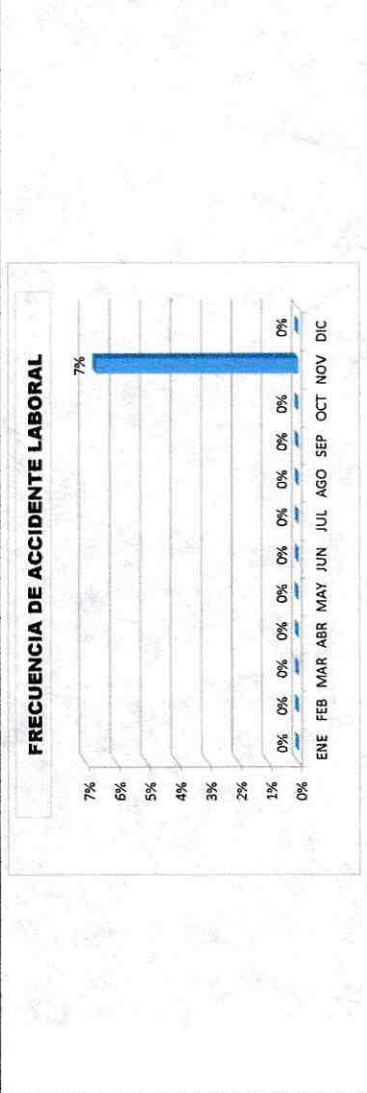 FRECUENCIA DE ACCIDENTE LABORAL
7%
6%
5%
4%
3%
2%
1%
0%
0% 0% 0% 0% 0% 0% 0% 0% 0% 0% 7% 0%
ENE FEB MAR ABR MAY JUN JUL AGO SEP OCT NOV DIC